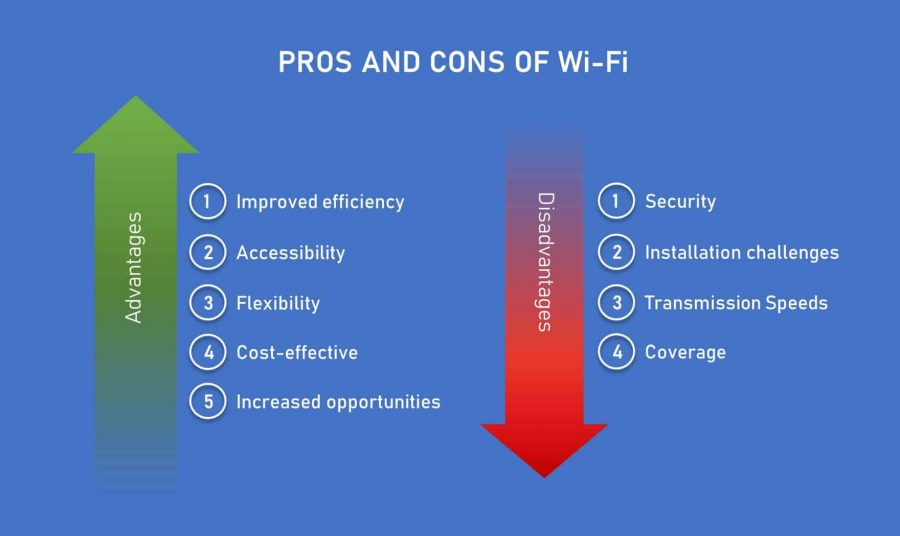 PROS AND CONS OF Wi-Fi
Advantages
1 Improved efficiency
2 Accessibility
3 Flexibility
4 Cost-effective
5 Increased opportunities
Disadvantages
1 Security
2 Installation challenges
3 Transmission Speeds
4 Coverage